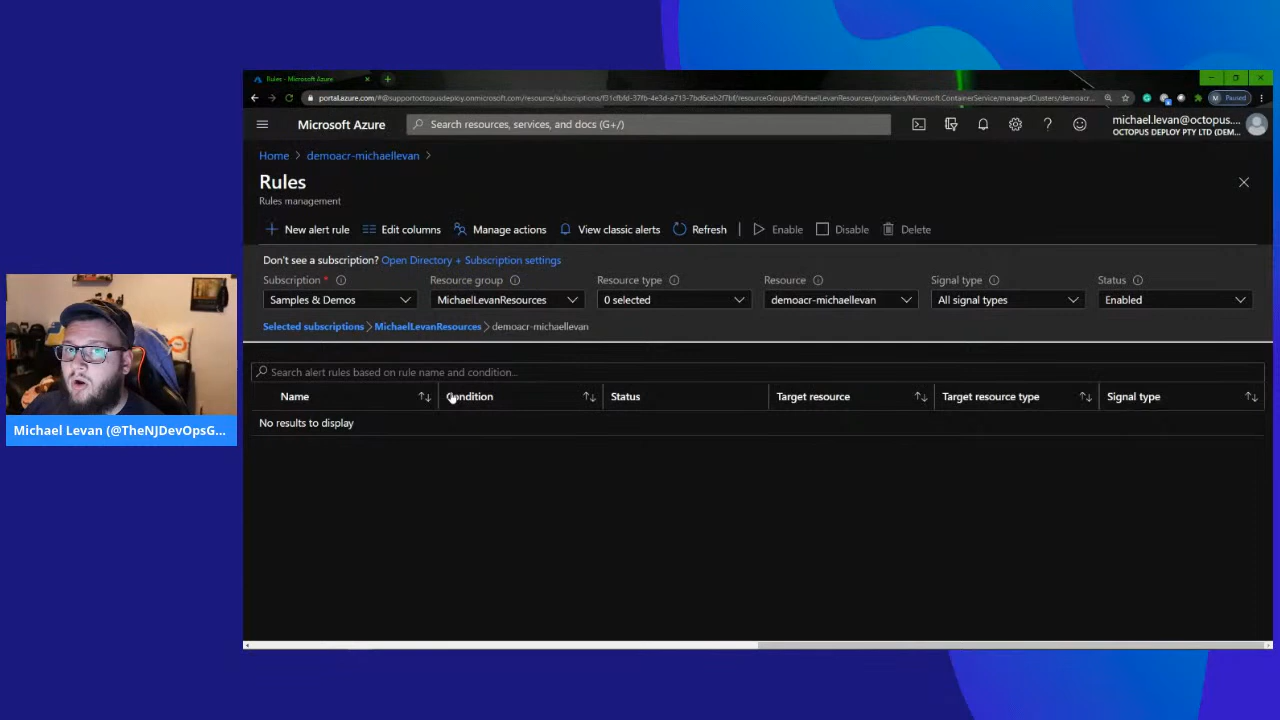 Rules - Microsoft Azure
Paused
Microsoft Azure
Search resources, services, and docs (G+/)
michael.levan@octopus....
OCTOPUS DEPLOY PTY LTD (DEM...
Home > demoacr-michaellevan >
Rules
Rules management
New alert rule Edit columns Manage actions View classic alerts Refresh Enable Disable Delete
Don't see a subscription? Open Directory + Subscription settings
Subscription * Resource group Resource type Resource Signal type Status
Samples & Demos MichaelLevanResources 0 selected demoacr-michaellevan All signal types Enabled
Selected subscriptions > MichaelLevanResources > demoacr-michaellevan
Search alert rules based on rule name and condition...
Name Condition Status Target resource Target resource type Signal type
No results to display
Michael Levan (@TheNJDevOpsG...